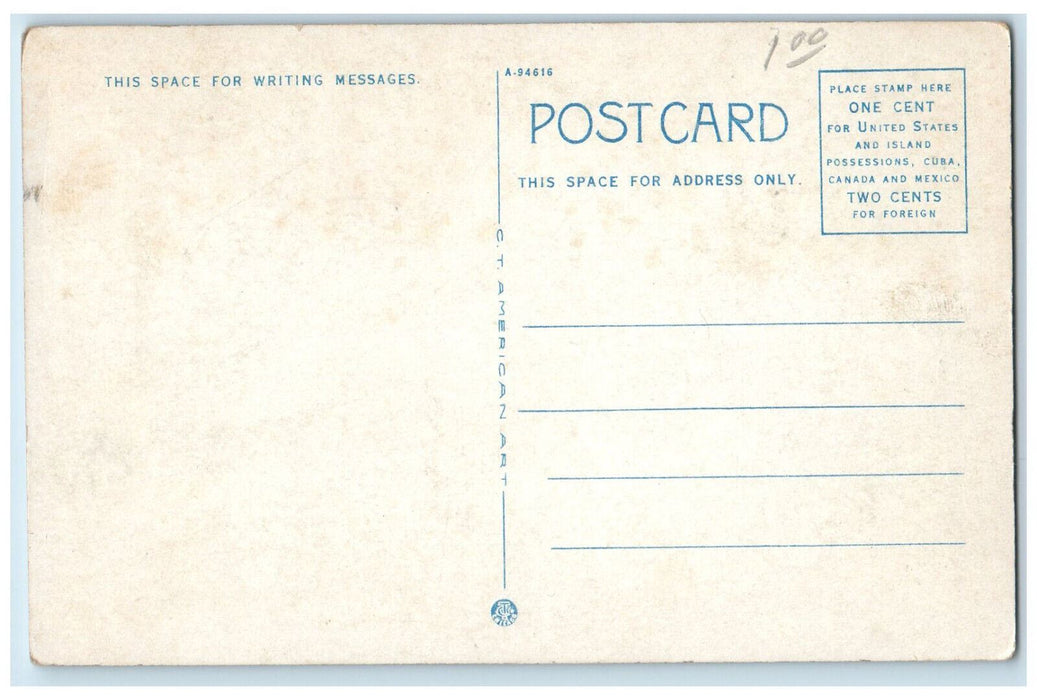 THIS SPACE FOR WRITING MESSAGES.
A-94616
POSTCARD
THIS SPACE FOR ADDRESS ONLY.
1 00
PLACE STAMP HERE
ONE CENT
FOR UNITED STATES
AND ISLAND
POSSESSIONS, CUBA,
CANADA AND MEXICO
TWO CENTS
FOR FOREIGN
C. T. AMERICAN ART